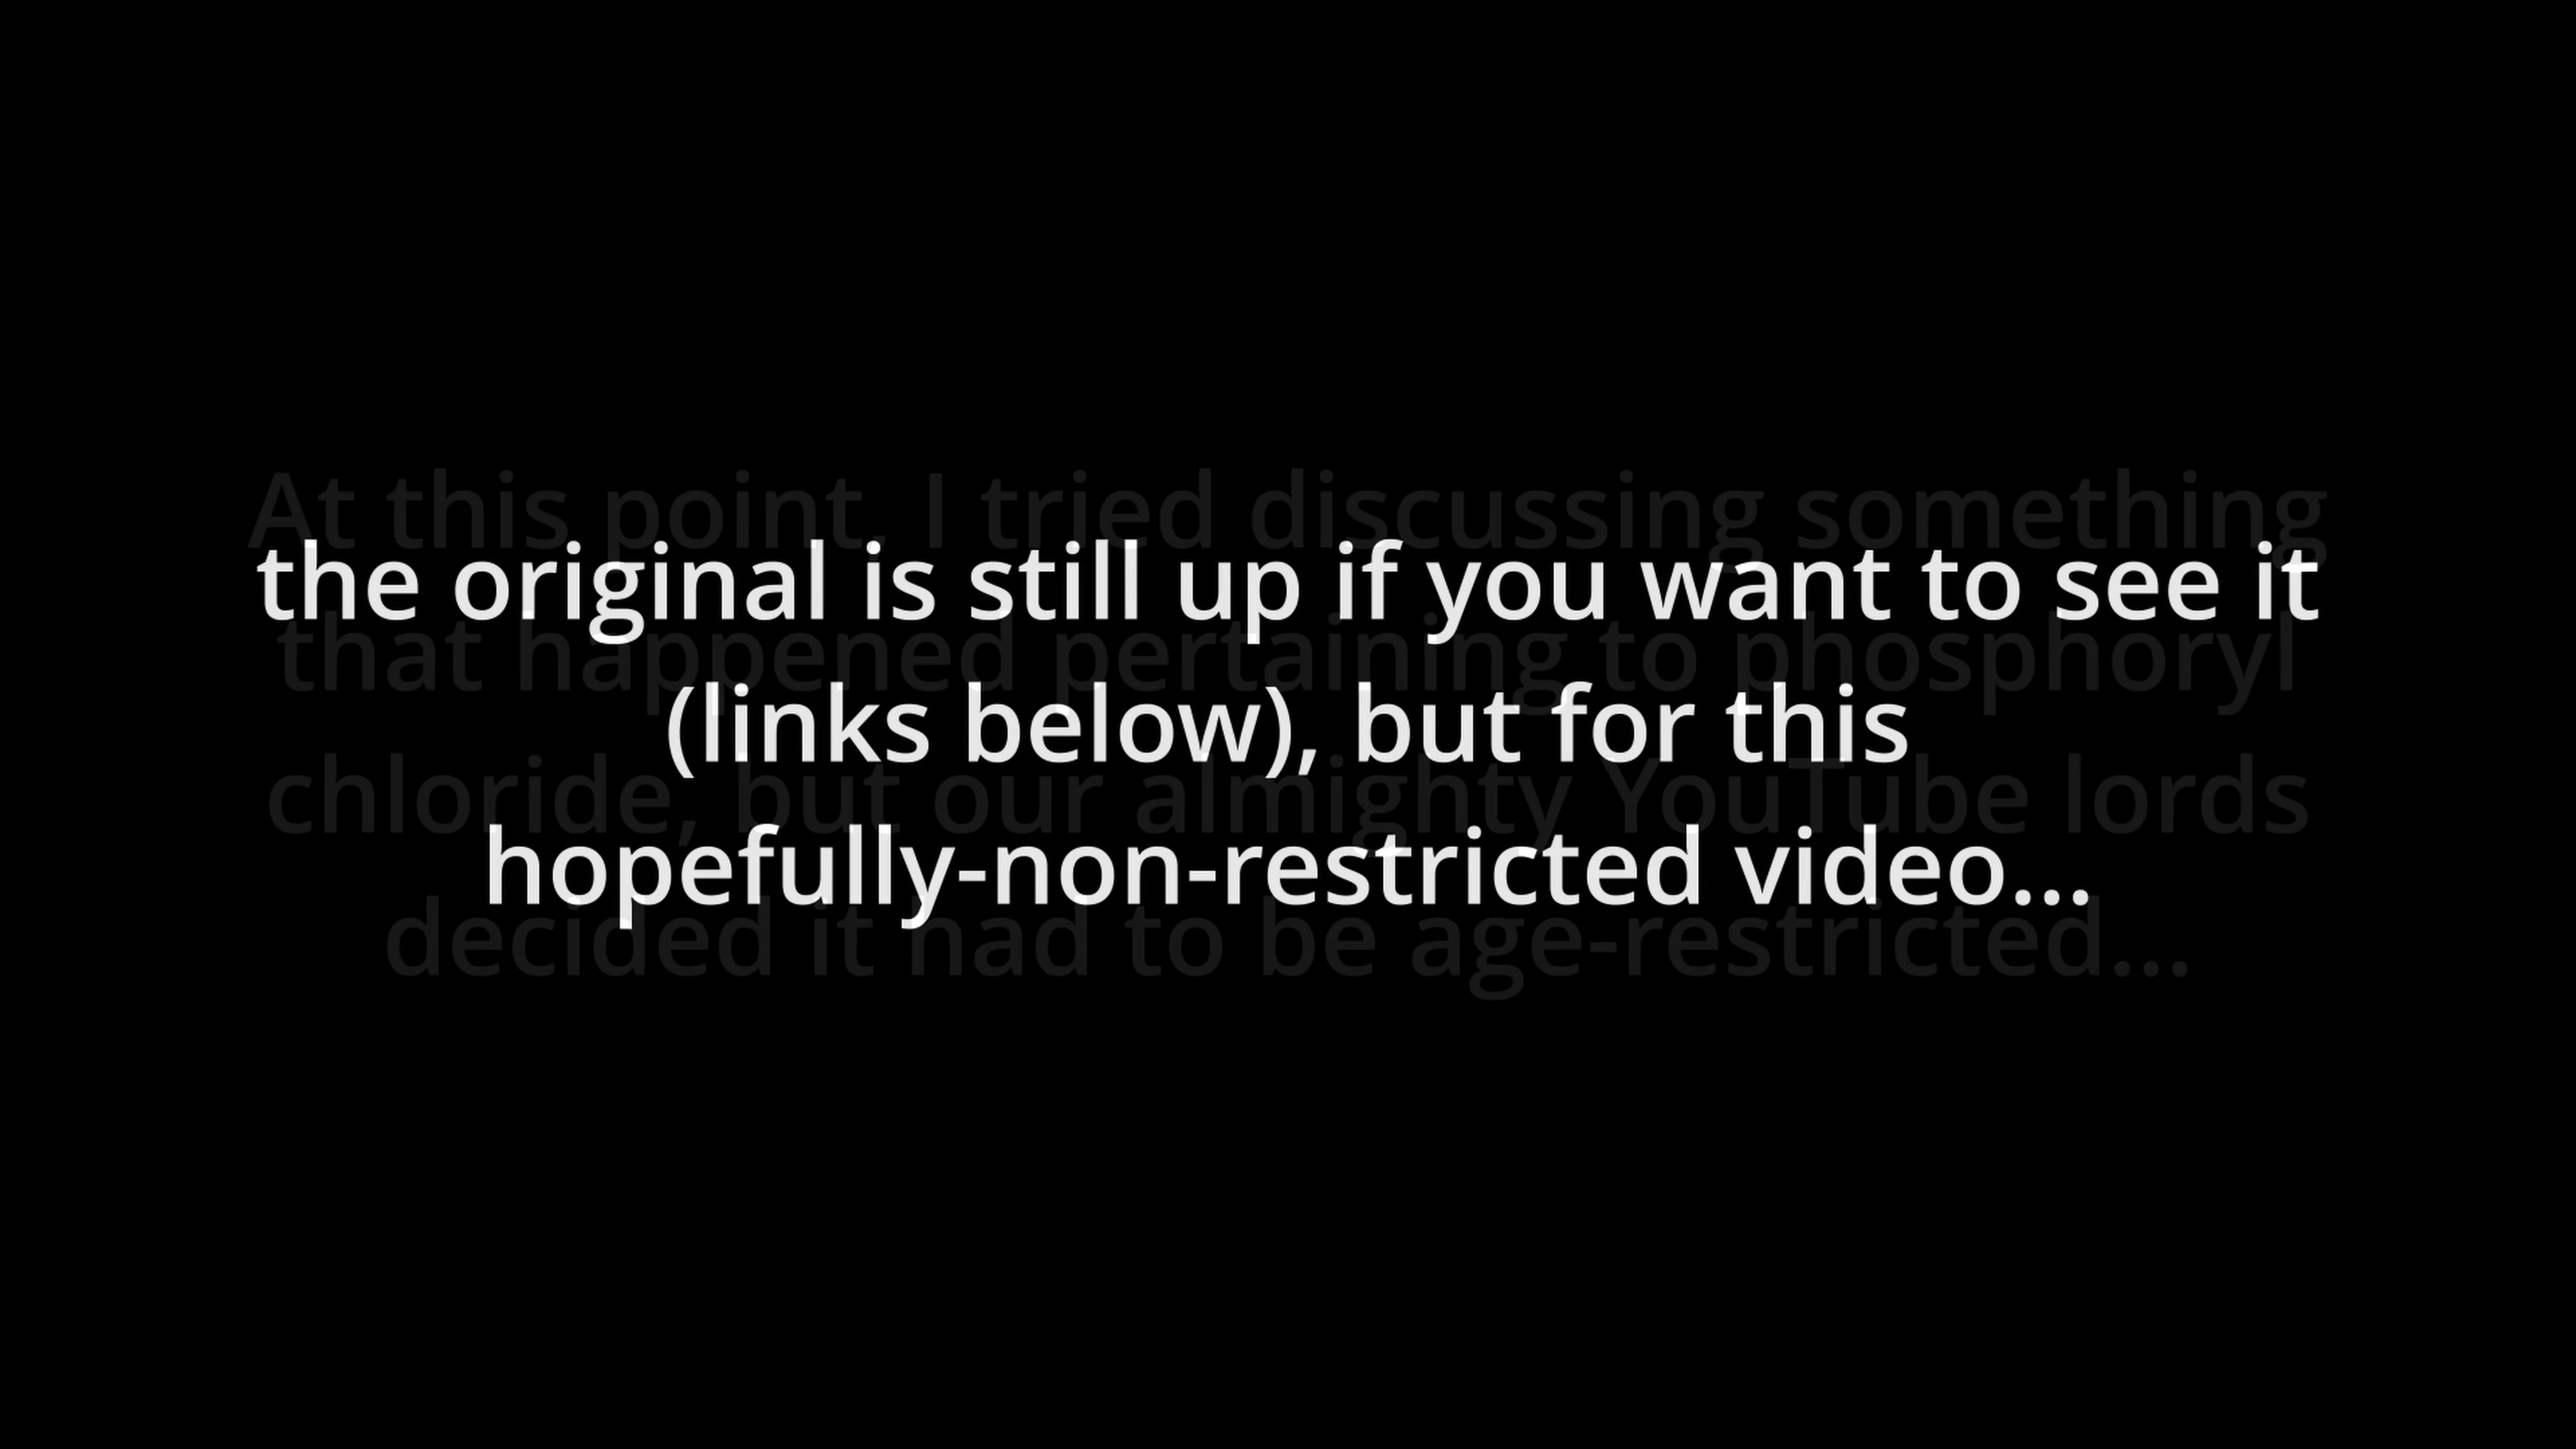 At this point, I tried discussing something
the original is still up if you want to see it
that happened pertaining to phosphoryl
(links below), but for this
chloride, but our almighty YouTube lords
hopefully-non-restricted video...
decided it had to be age-restricted...